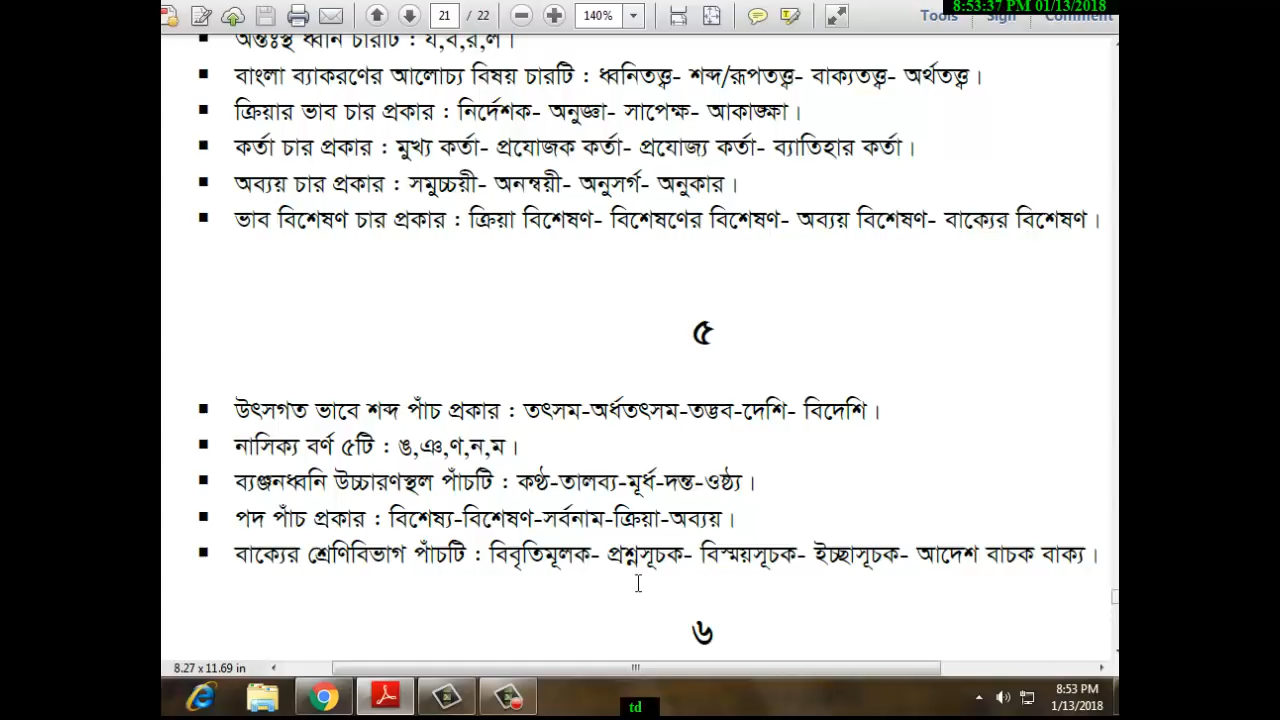 21 / 22 140% Tools Sign Comment
8:53:37 PM 01/13/2018
অন্তঃস্থ ধ্বনি চারটি : য,ব,র,ল।
▪ বাংলা ব্যাকরণের আলোচ্য বিষয় চারটি : ধ্বনিতত্ত্ব- শব্দ/রূপতত্ত্ব- বাক্যতত্ত্ব- অর্থতত্ত্ব।
▪ ক্রিয়ার ভাব চার প্রকার : নির্দেশক- অনুজ্ঞা- সাপেক্ষ- আকাঙ্ক্ষা।
▪ কর্তা চার প্রকার : মুখ্য কর্তা- প্রযোজক কর্তা- প্রযোজ্য কর্তা- ব্যাতিহার কর্তা।
▪ অব্যয় চার প্রকার : সমুচ্চয়ী- অনন্বয়ী- অনুসর্গ- অনুকার।
▪ ভাব বিশেষণ চার প্রকার : ক্রিয়া বিশেষণ- বিশেষণের বিশেষণ- অব্যয় বিশেষণ- বাক্যের বিশেষণ।
৫
▪ উৎসগত ভাবে শব্দ পাঁচ প্রকার : তৎসম-অর্ধতৎসম-তদ্ভব-দেশি- বিদেশি।
▪ নাসিক্য বর্ণ ৫টি : ঙ,ঞ,ণ,ন,ম।
▪ ব্যঞ্জনধ্বনি উচ্চারণস্থল পাঁচটি : কণ্ঠ-তালব্য-মূর্ধ-দন্ত-ওষ্ঠ্য।
▪ পদ পাঁচ প্রকার : বিশেষ্য-বিশেষণ-সর্বনাম-ক্রিয়া-অব্যয়।
▪ বাক্যের শ্রেণিবিভাগ পাঁচটি : বিবৃতিমূলক- প্রশ্নসূচক- বিস্ময়সূচক- ইচ্ছাসূচক- আদেশ বাচক বাক্য।
৬
8.27 x 11.69 in
8:53 PM
1/13/2018
td